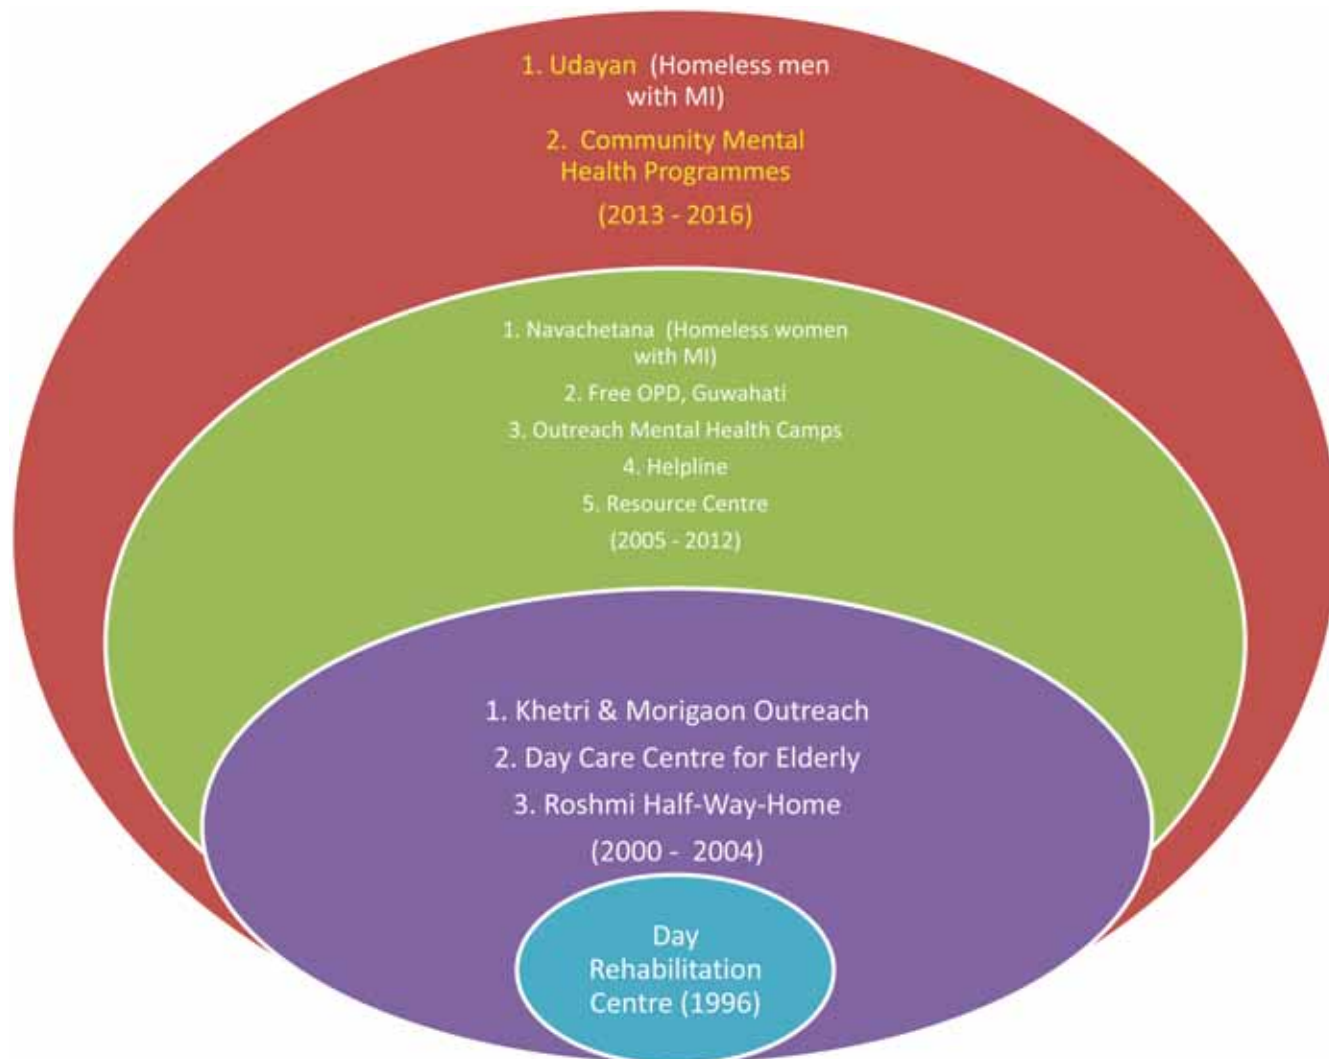 1. Udayan (Homeless men
with MI)
2. Community Mental
Health Programmes
(2013 - 2016)
1. Navachetana (Homeless women
with MI)
2. Free OPD, Guwahati
3. Outreach Mental Health Camps
4. Helpline
5. Resource Centre
(2005 - 2012)
1. Khetri & Morigaon Outreach
2. Day Care Centre for Elderly
3. Roshmi Half-Way-Home
(2000 - 2004)
Day
Rehabilitation
Centre (1996)